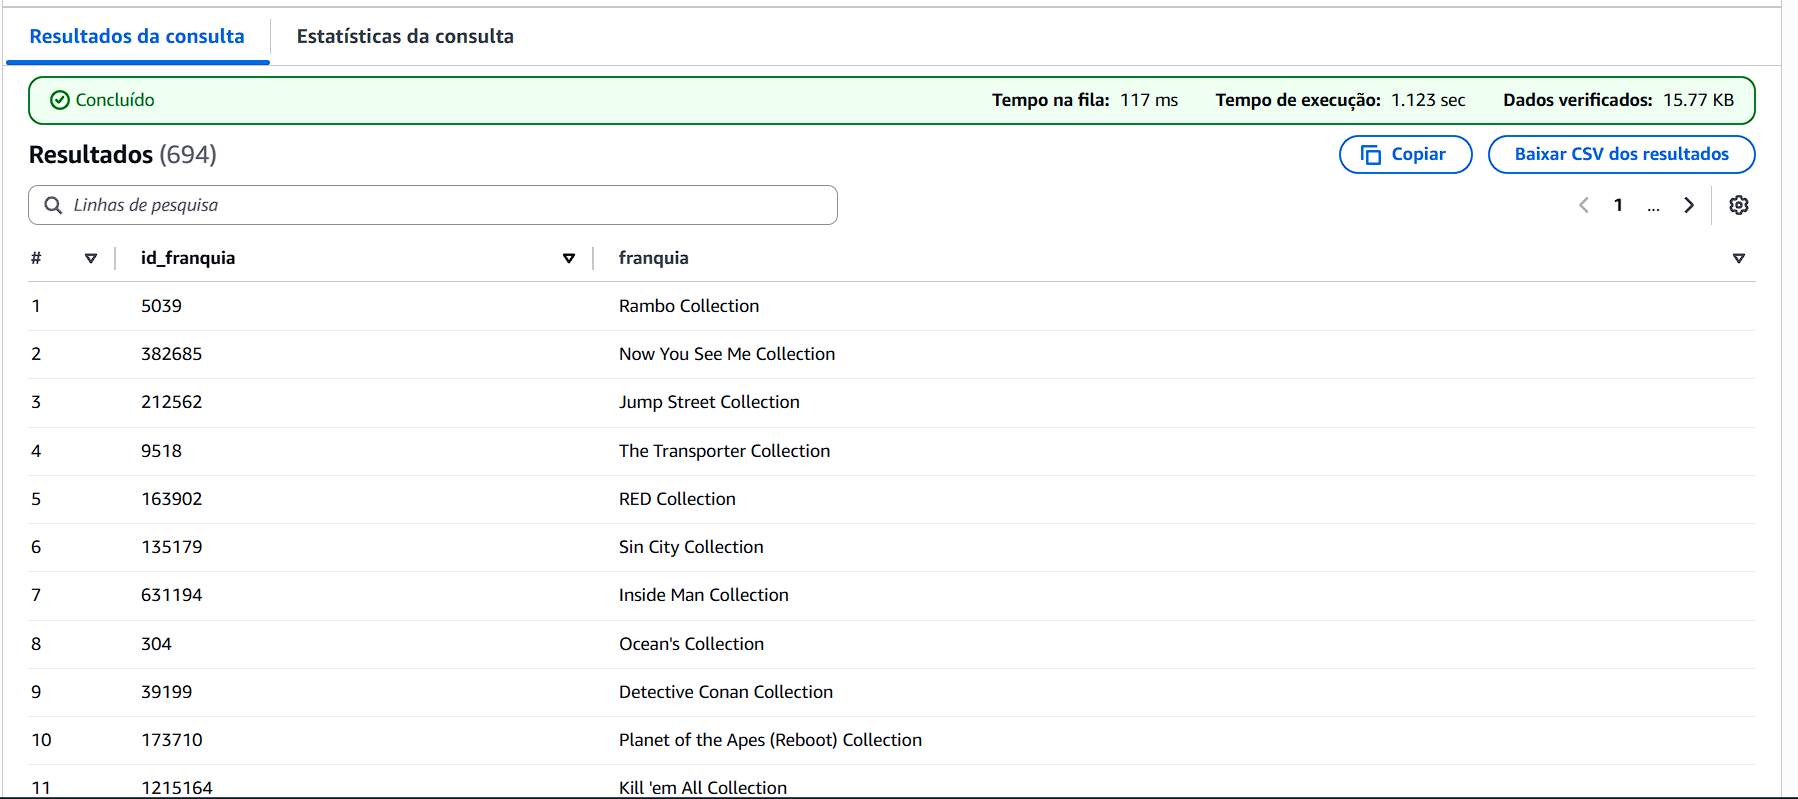 Resultados da consulta Estatísticas da consulta
Concluído Tempo na fila: 117 ms Tempo de execução: 1.123 sec Dados verificados: 15.77 KB
Resultados (694) Copiar Baixar CSV dos resultados
Linhas de pesquisa 1 ...
# id_franquia franquia
1 5039 Rambo Collection
2 382685 Now You See Me Collection
3 212562 Jump Street Collection
4 9518 The Transporter Collection
5 163902 RED Collection
6 135179 Sin City Collection
7 631194 Inside Man Collection
8 304 Ocean's Collection
9 39199 Detective Conan Collection
10 173710 Planet of the Apes (Reboot) Collection
11 1215164 Kill 'em All Collection